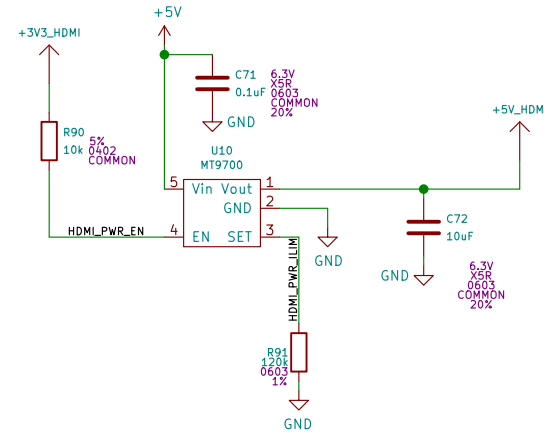 +5V
+3V3_HDMI
C71
0.1uF
6.3V
X5R
0603
COMMON
20%
GND
+5V_HDM
R90
10k
5%
0402
COMMON
U10
MT9700
5 Vin Vout 1
GND 2
4 EN SET 3
HDMI_PWR_EN
GND
HDMI_PWR_ILIM
C72
10uF
GND
6.3V
X5R
0603
COMMON
20%
R91
120k
0603
1%
GND